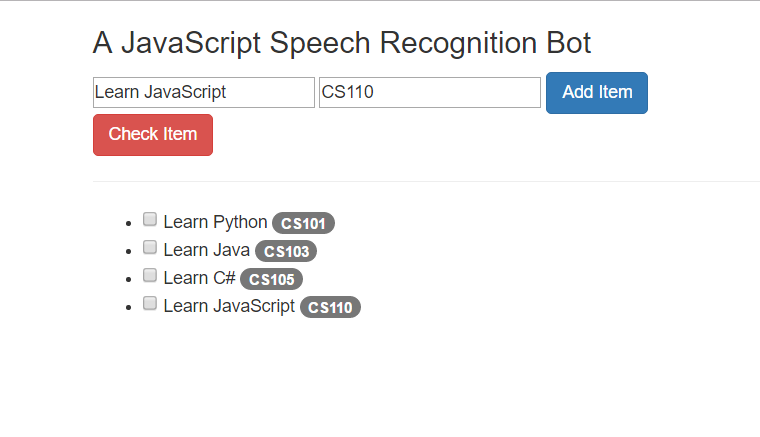 A JavaScript Speech Recognition Bot
Learn JavaScript CS110 Add Item
Check Item
Learn Python CS101
Learn Java CS103
Learn C# CS105
Learn JavaScript CS110